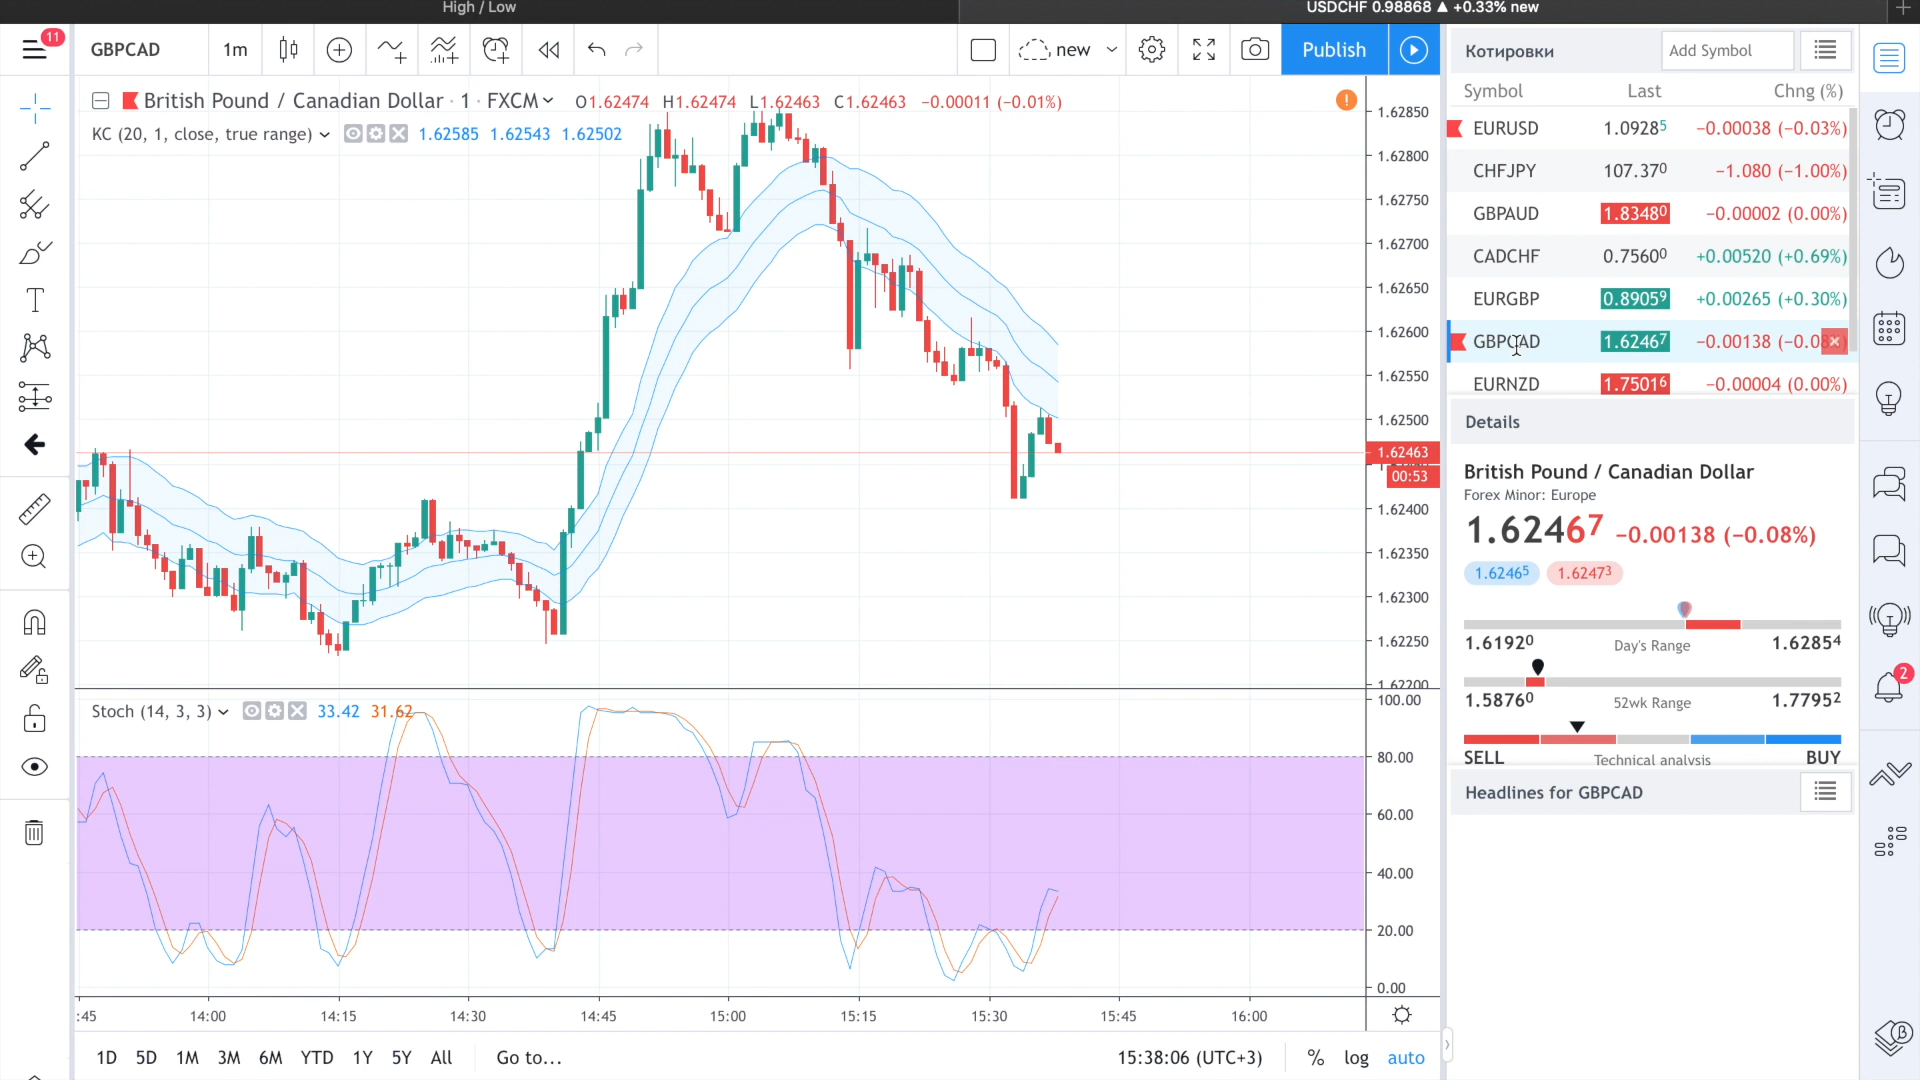 High / Low
USDCHF 0.98868 ▲ +0.33% new
11
GBPCAD
1m
new
Publish
British Pound / Canadian Dollar · 1 · FXCM
O1.62474 H1.62474 L1.62463 C1.62463 −0.00011 (−0.01%)
KC (20, 1, close, true range)
1.62585 1.62543 1.62502
1.62850
1.62800
1.62750
1.62700
1.62650
1.62600
1.62550
1.62500
1.62463
00:53
1.62400
1.62350
1.62300
1.62250
1.62200
Stoch (14, 3, 3)
33.42 31.62
100.00
80.00
60.00
40.00
20.00
0.00
:45 14:00 14:15 14:30 14:45 15:00 15:15 15:30 15:45 16:00
1D 5D 1M 3M 6M YTD 1Y 5Y All Go to...
15:38:06 (UTC+3) % log auto
Котировки
Add Symbol
Symbol Last Chng (%)
EURUSD 1.09285 −0.00038 (−0.03%)
CHFJPY 107.370 −1.080 (−1.00%)
GBPAUD 1.83480 −0.00002 (0.00%)
CADCHF 0.75600 +0.00520 (+0.69%)
EURGBP 0.89059 +0.00265 (+0.30%)
GBPCAD 1.62467 −0.00138
EURNZD 1.75016 −0.00004 (0.00%)
Details
British Pound / Canadian Dollar
Forex Minor: Europe
1.62467 −0.00138 (−0.08%)
1.62465 1.62473
1.61920 Day's Range 1.62854
1.58760 52wk Range 1.77952
SELL Technical analysis BUY
Headlines for GBPCAD
2